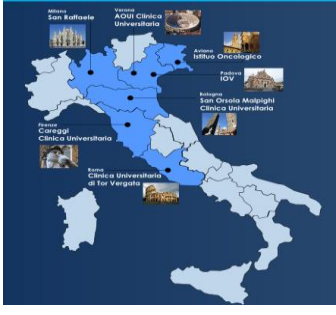 Milano
San Raffaele
Verona
AOUI Clinica
Universitaria
Aviano
Istituo Oncologico
Padova
IOV
Bologna
San Orsola Malpighi
Clinica Universitaria
Firenze
Careggi
Clinica Universitaria
Roma
Clinica Universitaria
di Tor Vergata